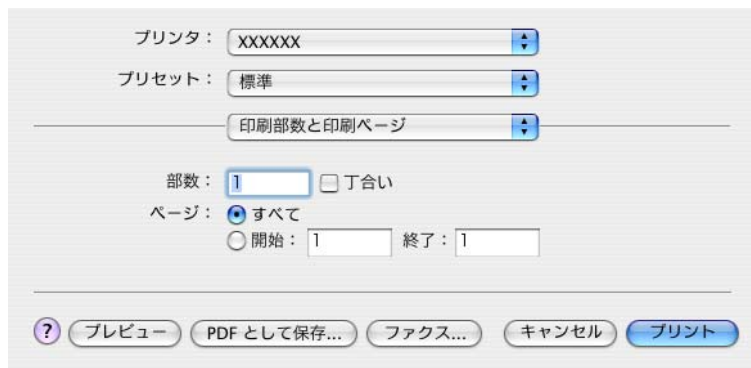 プリンタ： XXXXXX
プリセット： 標準
印刷部数と印刷ページ
部数： 1 丁合い
ページ： すべて
開始： 1 終了： 1
? プレビュー PDF として保存... ファクス... キャンセル プリント